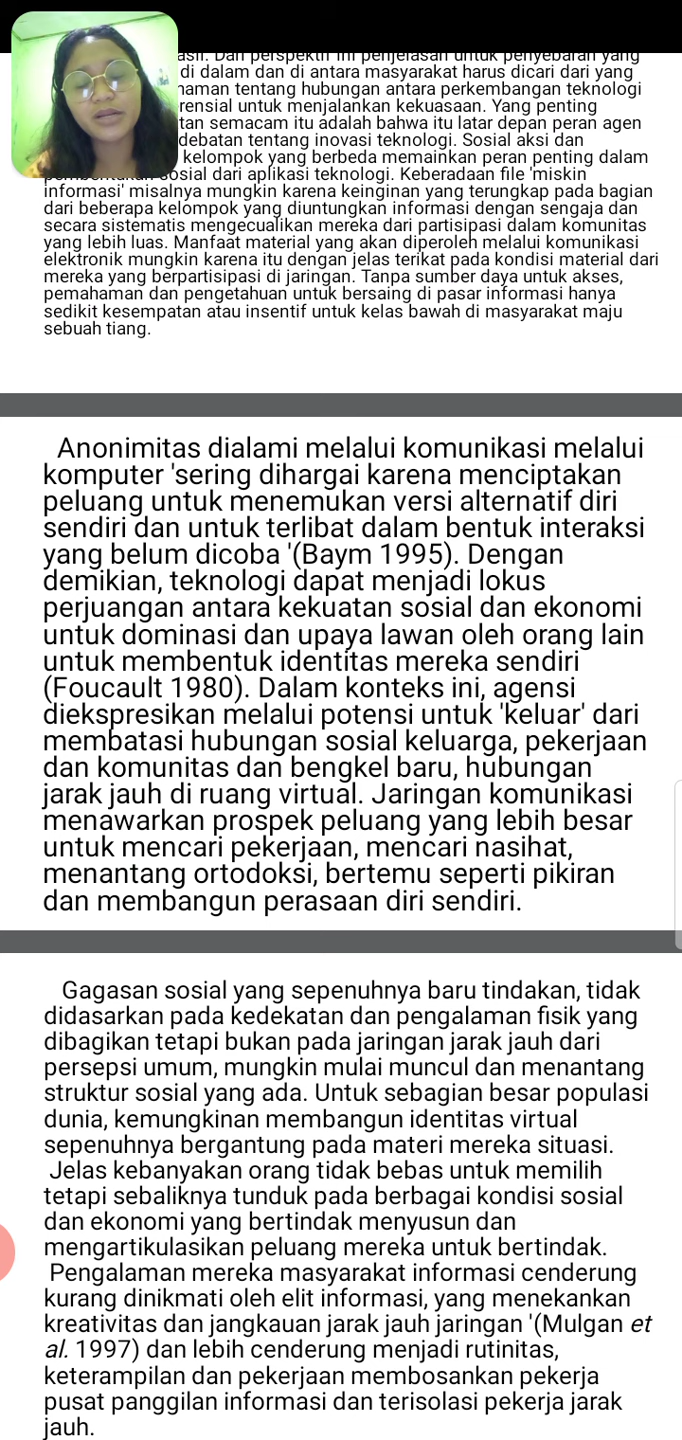 Dari perspektif ini penjelasan untuk penyebaran yang
di dalam dan di antara masyarakat harus dicari dari yang
tentang hubungan antara perkembangan teknologi
untuk menjalankan kekuasaan. Yang penting
semacam itu adalah bahwa itu latar depan peran agen
debatan tentang inovasi teknologi. Sosial aksi dan
kelompok yang berbeda memainkan peran penting dalam
sosial dari aplikasi teknologi. Keberadaan file 'miskin
informasi' misalnya mungkin karena keinginan yang terungkap pada bagian
dari beberapa kelompok yang diuntungkan informasi dengan sengaja dan
secara sistematis mengecualikan mereka dari partisipasi dalam komunitas
yang lebih luas. Manfaat material yang akan diperoleh melalui komunikasi
elektronik mungkin karena itu dengan jelas terikat pada kondisi material dari
mereka yang berpartisipasi di jaringan. Tanpa sumber daya untuk akses,
pemahaman dan pengetahuan untuk bersaing di pasar informasi hanya
sedikit kesempatan atau insentif untuk kelas bawah di masyarakat maju
sebuah tiang.
Anonimitas dialami melalui komunikasi melalui
komputer 'sering dihargai karena menciptakan
peluang untuk menemukan versi alternatif diri
sendiri dan untuk terlibat dalam bentuk interaksi
yang belum dicoba '(Baym 1995). Dengan
demikian, teknologi dapat menjadi lokus
perjuangan antara kekuatan sosial dan ekonomi
untuk dominasi dan upaya lawan oleh orang lain
untuk membentuk identitas mereka sendiri
(Foucault 1980). Dalam konteks ini, agensi
diekspresikan melalui potensi untuk 'keluar' dari
membatasi hubungan sosial keluarga, pekerjaan
dan komunitas dan bengkel baru, hubungan
jarak jauh di ruang virtual. Jaringan komunikasi
menawarkan prospek peluang yang lebih besar
untuk mencari pekerjaan, mencari nasihat,
menantang ortodoksi, bertemu seperti pikiran
dan membangun perasaan diri sendiri.
Gagasan sosial yang sepenuhnya baru tindakan, tidak
didasarkan pada kedekatan dan pengalaman fisik yang
dibagikan tetapi bukan pada jaringan jarak jauh dari
persepsi umum, mungkin mulai muncul dan menantang
struktur sosial yang ada. Untuk sebagian besar populasi
dunia, kemungkinan membangun identitas virtual
sepenuhnya bergantung pada materi mereka situasi.
Jelas kebanyakan orang tidak bebas untuk memilih
tetapi sebaliknya tunduk pada berbagai kondisi sosial
dan ekonomi yang bertindak menyusun dan
mengartikulasikan peluang mereka untuk bertindak.
Pengalaman mereka masyarakat informasi cenderung
kurang dinikmati oleh elit informasi, yang menekankan
kreativitas dan jangkauan jarak jauh jaringan '(Mulgan et
al. 1997) dan lebih cenderung menjadi rutinitas,
keterampilan dan pekerjaan membosankan pekerja
pusat panggilan informasi dan terisolasi pekerja jarak
jauh.